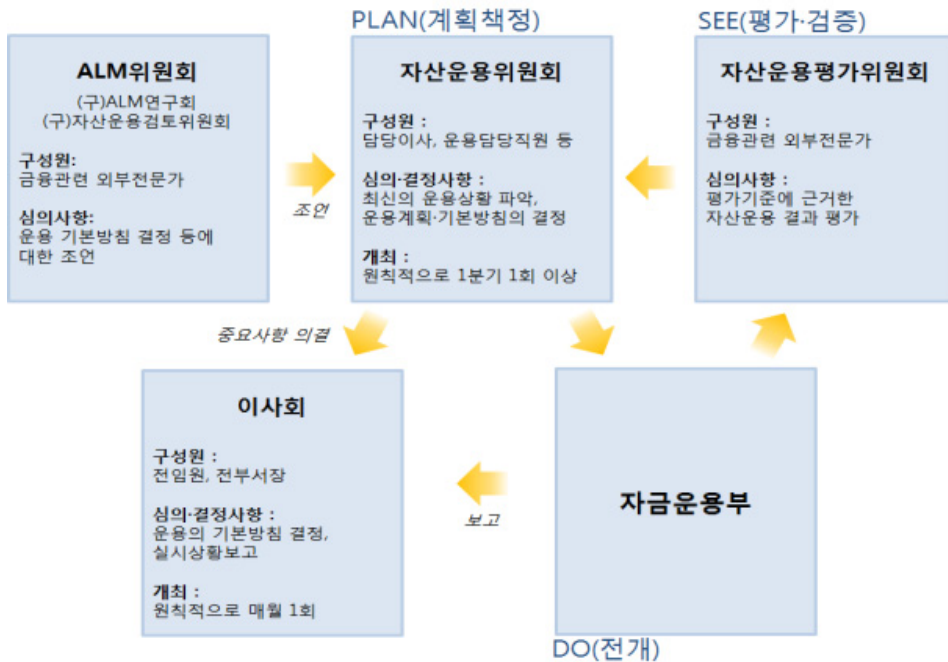 PLAN(계획책정)
SEE(평가·검증)
ALM위원회
(구)ALM연구회
(구)자산운용검토위원회
구성원:
금융관련 외부전문가
심의사항:
운용 기본방침 결정 등에
대한 조언
조언
자산운용위원회
구성원 :
담당이사, 운용담당직원 등
심의·결정사항 :
최신의 운용상황 파악,
운용계획·기본방침의 결정
개최 :
원칙적으로 1분기 1회 이상
자산운용평가위원회
구성원 :
금융관련 외부전문가
심의사항 :
평가기준에 근거한
자산운용 결과 평가
중요사항 의결
이사회
구성원 :
전임원, 전부서장
심의·결정사항 :
운용의 기본방침 결정,
실시상황보고
개최 :
원칙적으로 매월 1회
보고
자금운용부
DO(전개)